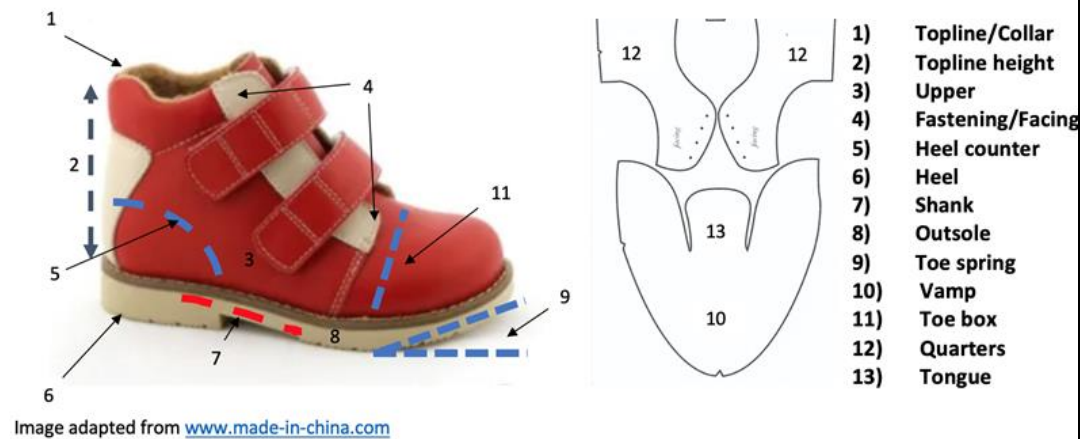 1
2
3
4
5
6
7
8
9
11
12
12
facing
facing
13
10
1) Topline/Collar
2) Topline height
3) Upper
4) Fastening/Facing
5) Heel counter
6) Heel
7) Shank
8) Outsole
9) Toe spring
10) Vamp
11) Toe box
12) Quarters
13) Tongue
Image adapted from www.made-in-china.com